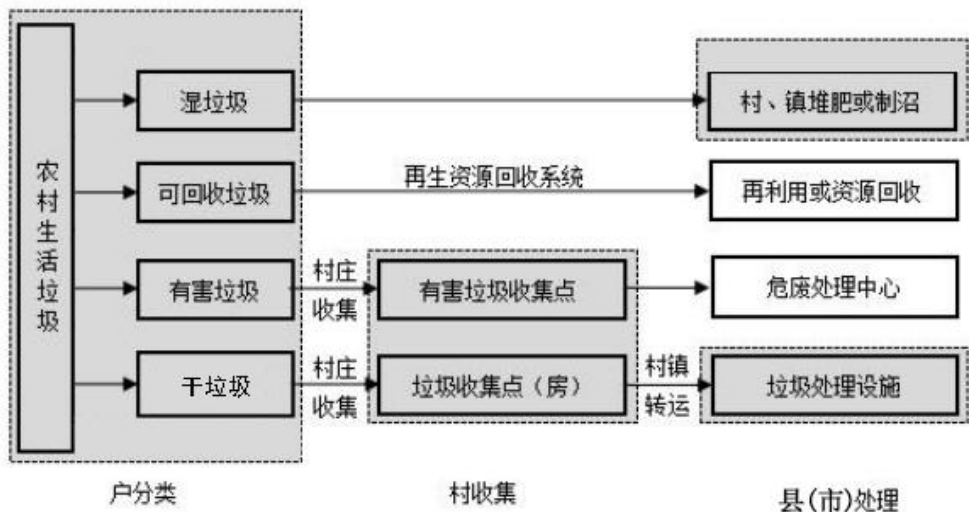 农村生活垃圾
湿垃圾
村、镇堆肥或制沼
可回收垃圾
再生资源回收系统
再利用或资源回收
有害垃圾
村庄
收集
有害垃圾收集点
危废处理中心
干垃圾
村庄
收集
垃圾收集点（房）
村镇
转运
垃圾处理设施
户分类
村收集
县(市)处理